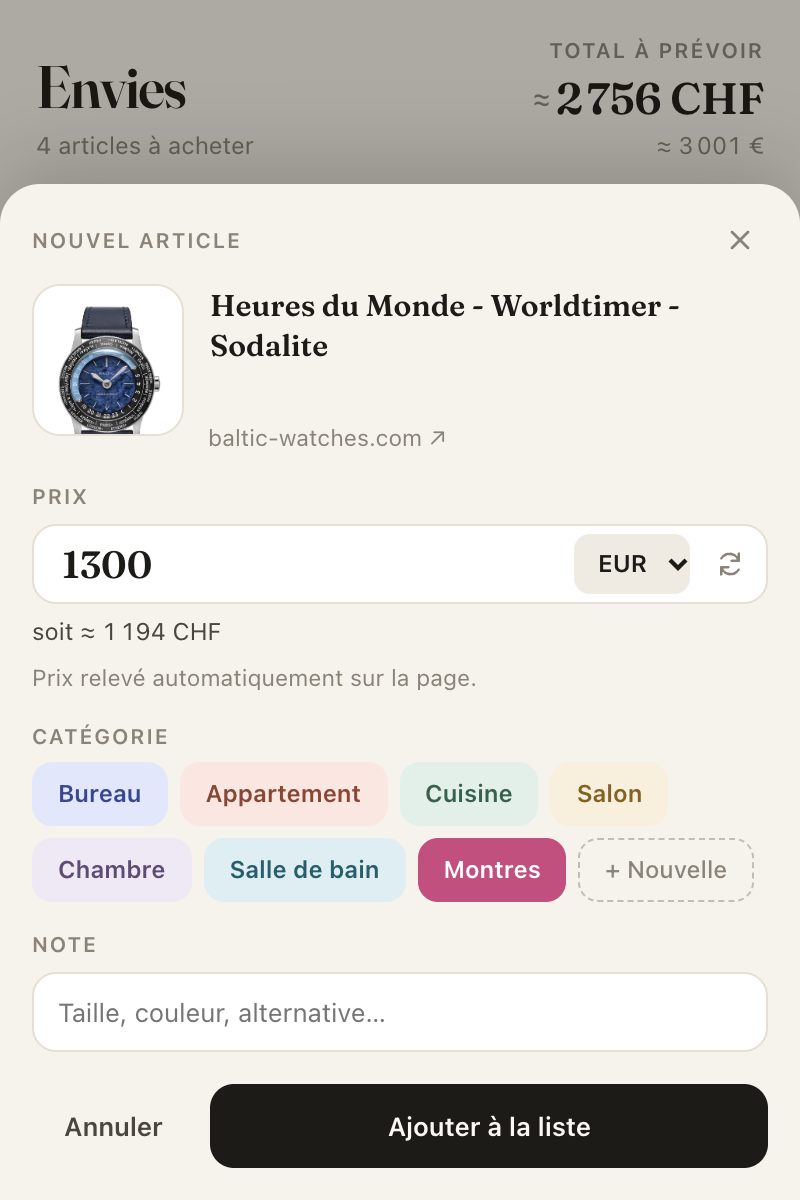 Envies
4 articles à acheter
TOTAL À PRÉVOIR
≈ 2 756 CHF
≈ 3 001 €
NOUVEL ARTICLE
Heures du Monde - Worldtimer -
Sodalite
baltic-watches.com ↗
PRIX
1300
EUR
soit ≈ 1 194 CHF
Prix relevé automatiquement sur la page.
CATÉGORIE
Bureau
Appartement
Cuisine
Salon
Chambre
Salle de bain
Montres
+ Nouvelle
NOTE
Taille, couleur, alternative…
Annuler
Ajouter à la liste